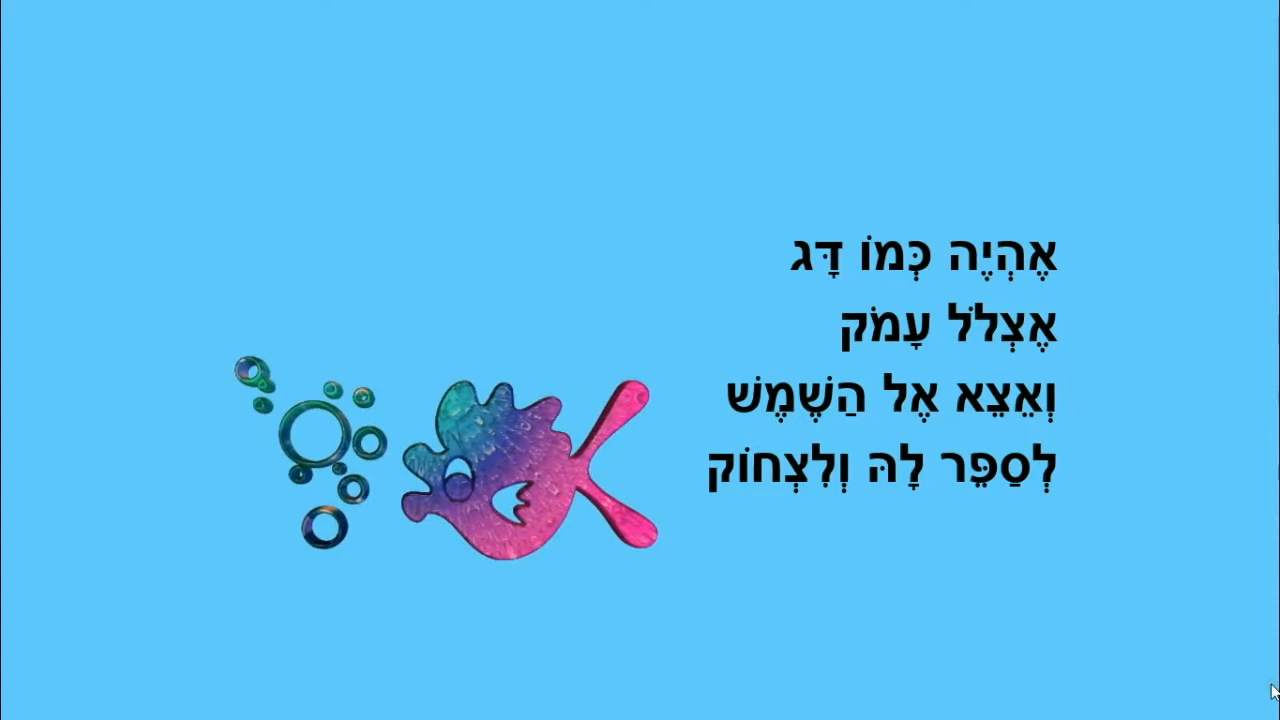 אֶהְיֶה כְּמוֹ דָּג
אֶצְלֹל עָמֹק
וְאֵצֵא אֶל הַשֶּׁמֶשׁ
לְסַפֵּר לָהּ וְלִצְחוֹק